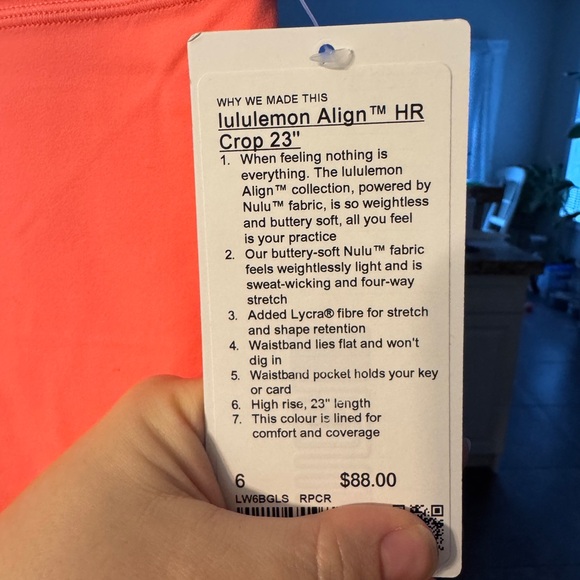 WHY WE MADE THIS
lululemon Align™ HR
Crop 23"
1. When feeling nothing is
everything. The lululemon
Align™ collection, powered by
Nulu™ fabric, is so weightless
and buttery soft, all you feel
is your practice
2. Our buttery-soft Nulu™ fabric
feels weightlessly light and is
sweat-wicking and four-way
stretch
3. Added Lycra® fibre for stretch
and shape retention
4. Waistband lies flat and won't
dig in
5. Waistband pocket holds your key
or card
6. High rise, 23" length
7. This colour is lined for
comfort and coverage
6 $88.00
LW6BGLS RPCR